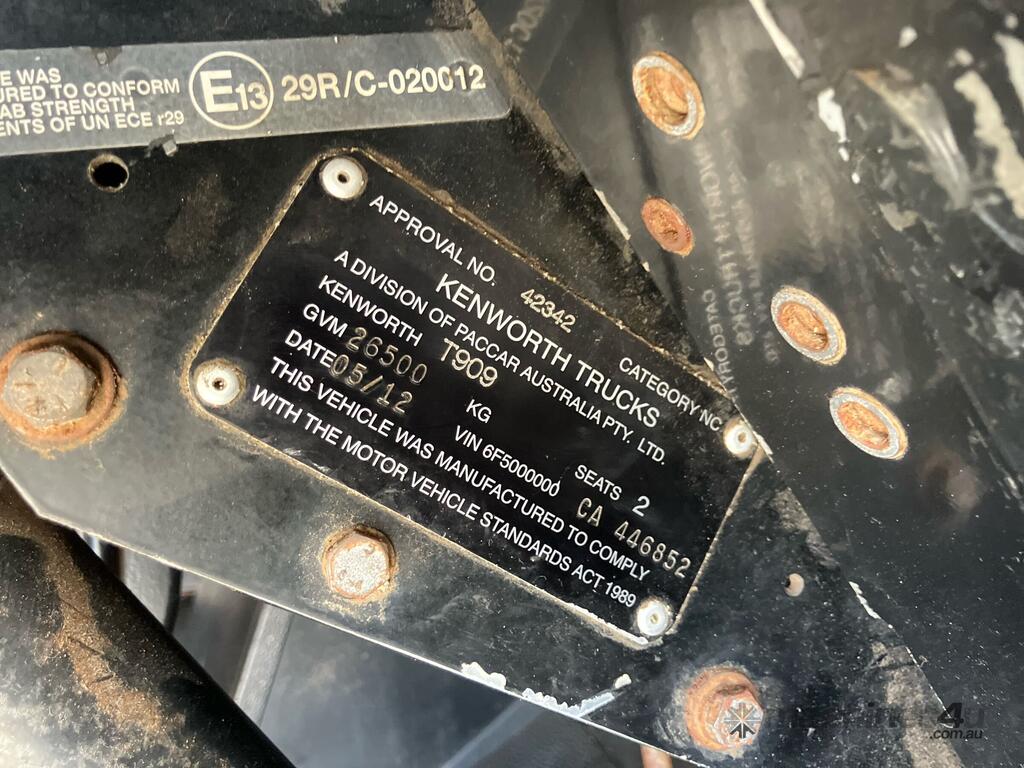 E WAS
URED TO CONFORM
AB STRENGTH
ENTS OF UN ECE r29
E13 29R/C-020012
APPROVAL NO. 42342 CATEGORY NC
KENWORTH TRUCKS
A DIVISION OF PACCAR AUSTRALIA PTY. LTD.
KENWORTH T909 SEATS 2
GVM 26500 KG
DATE 05/12 VIN 6F5000000 CA 446852
THIS VEHICLE WAS MANUFACTURED TO COMPLY
WITH THE MOTOR VEHICLE STANDARDS ACT 1989
4u
.com.au